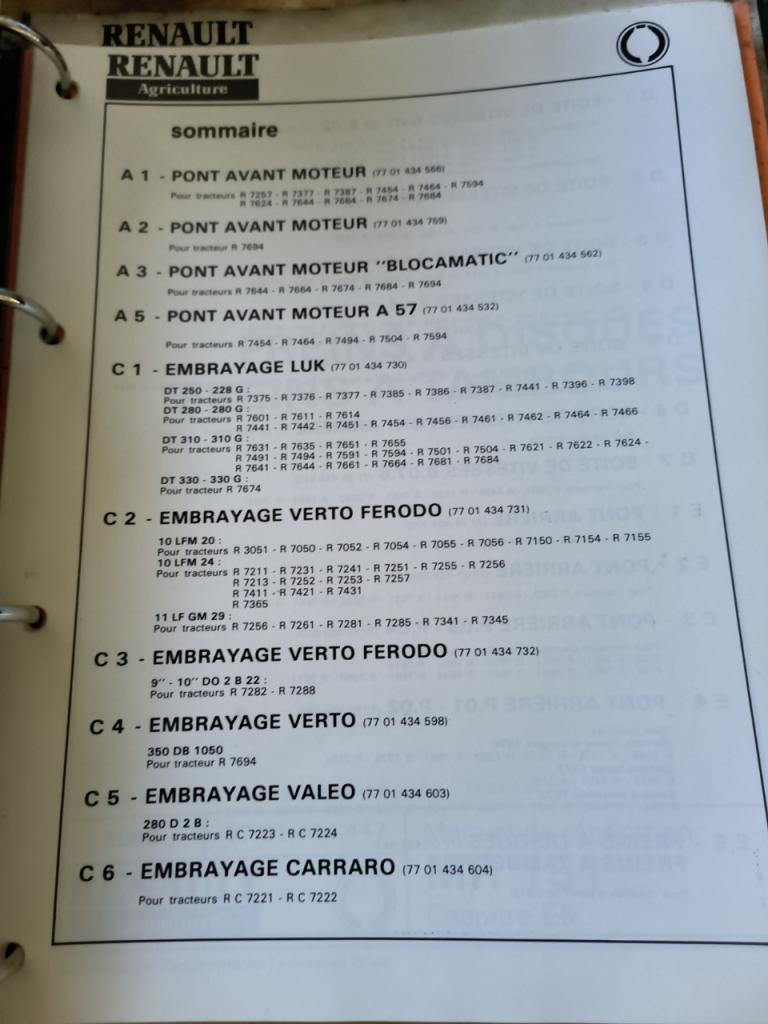 RENAULT
RENAULT
Agriculture
sommaire
A 1 - PONT AVANT MOTEUR (77 01 434 566)
Pour tracteurs R 7257 - R 7377 - R 7387 - R 7454 - R 7464 - R 7594
R 7624 - R 7644 - R 7664 - R 7674 - R 7684
A 2 - PONT AVANT MOTEUR (77 01 434 759)
Pour tracteur R 7694
A 3 - PONT AVANT MOTEUR "BLOCAMATIC" (77 01 434 562)
Pour tracteurs R 7644 - R 7664 - R 7674 - R 7684 - R 7694
A 5 - PONT AVANT MOTEUR A 57 (77 01 434 532)
Pour tracteurs R 7454 - R 7464 - R 7494 - R 7504 - R 7594
C 1 - EMBRAYAGE LUK (77 01 434 730)
DT 250 - 228 G :
Pour tracteurs R 7375 - R 7376 - R 7377 - R 7385 - R 7386 - R 7387 - R 7441 - R 7396 - R 7398
DT 280 - 280 G :
Pour tracteurs R 7601 - R 7611 - R 7614
R 7441 - R 7442 - R 7451 - R 7454 - R 7456 - R 7461 - R 7462 - R 7464 - R 7466
DT 310 - 310 G :
Pour tracteurs R 7631 - R 7635 - R 7651 - R 7655
R 7491 - R 7494 - R 7591 - R 7594 - R 7501 - R 7504 - R 7621 - R 7622 - R 7624 -
R 7641 - R 7644 - R 7661 - R 7664 - R 7681 - R 7684
DT 330 - 330 G :
Pour tracteur R 7674
C 2 - EMBRAYAGE VERTO FERODO (77 01 434 731)
10 LFM 20 :
Pour tracteurs R 3051 - R 7050 - R 7052 - R 7054 - R 7055 - R 7056 - R 7150 - R 7154 - R 7155
10 LFM 24 :
Pour tracteurs R 7211 - R 7231 - R 7241 - R 7251 - R 7255 - R 7256
R 7213 - R 7252 - R 7253 - R 7257
R 7411 - R 7421 - R 7431
R 7365
11 LF GM 29 :
Pour tracteurs R 7256 - R 7261 - R 7281 - R 7285 - R 7341 - R 7345
C 3 - EMBRAYAGE VERTO FERODO (77 01 434 732)
9" - 10" DO 2 B 22 :
Pour tracteurs R 7282 - R 7288
C 4 - EMBRAYAGE VERTO (77 01 434 598)
350 DB 1050
Pour tracteur R 7694
C 5 - EMBRAYAGE VALEO (77 01 434 603)
280 D 2 B :
Pour tracteurs R C 7223 - R C 7224
C 6 - EMBRAYAGE CARRARO (77 01 434 604)
Pour tracteurs R C 7221 - R C 7222